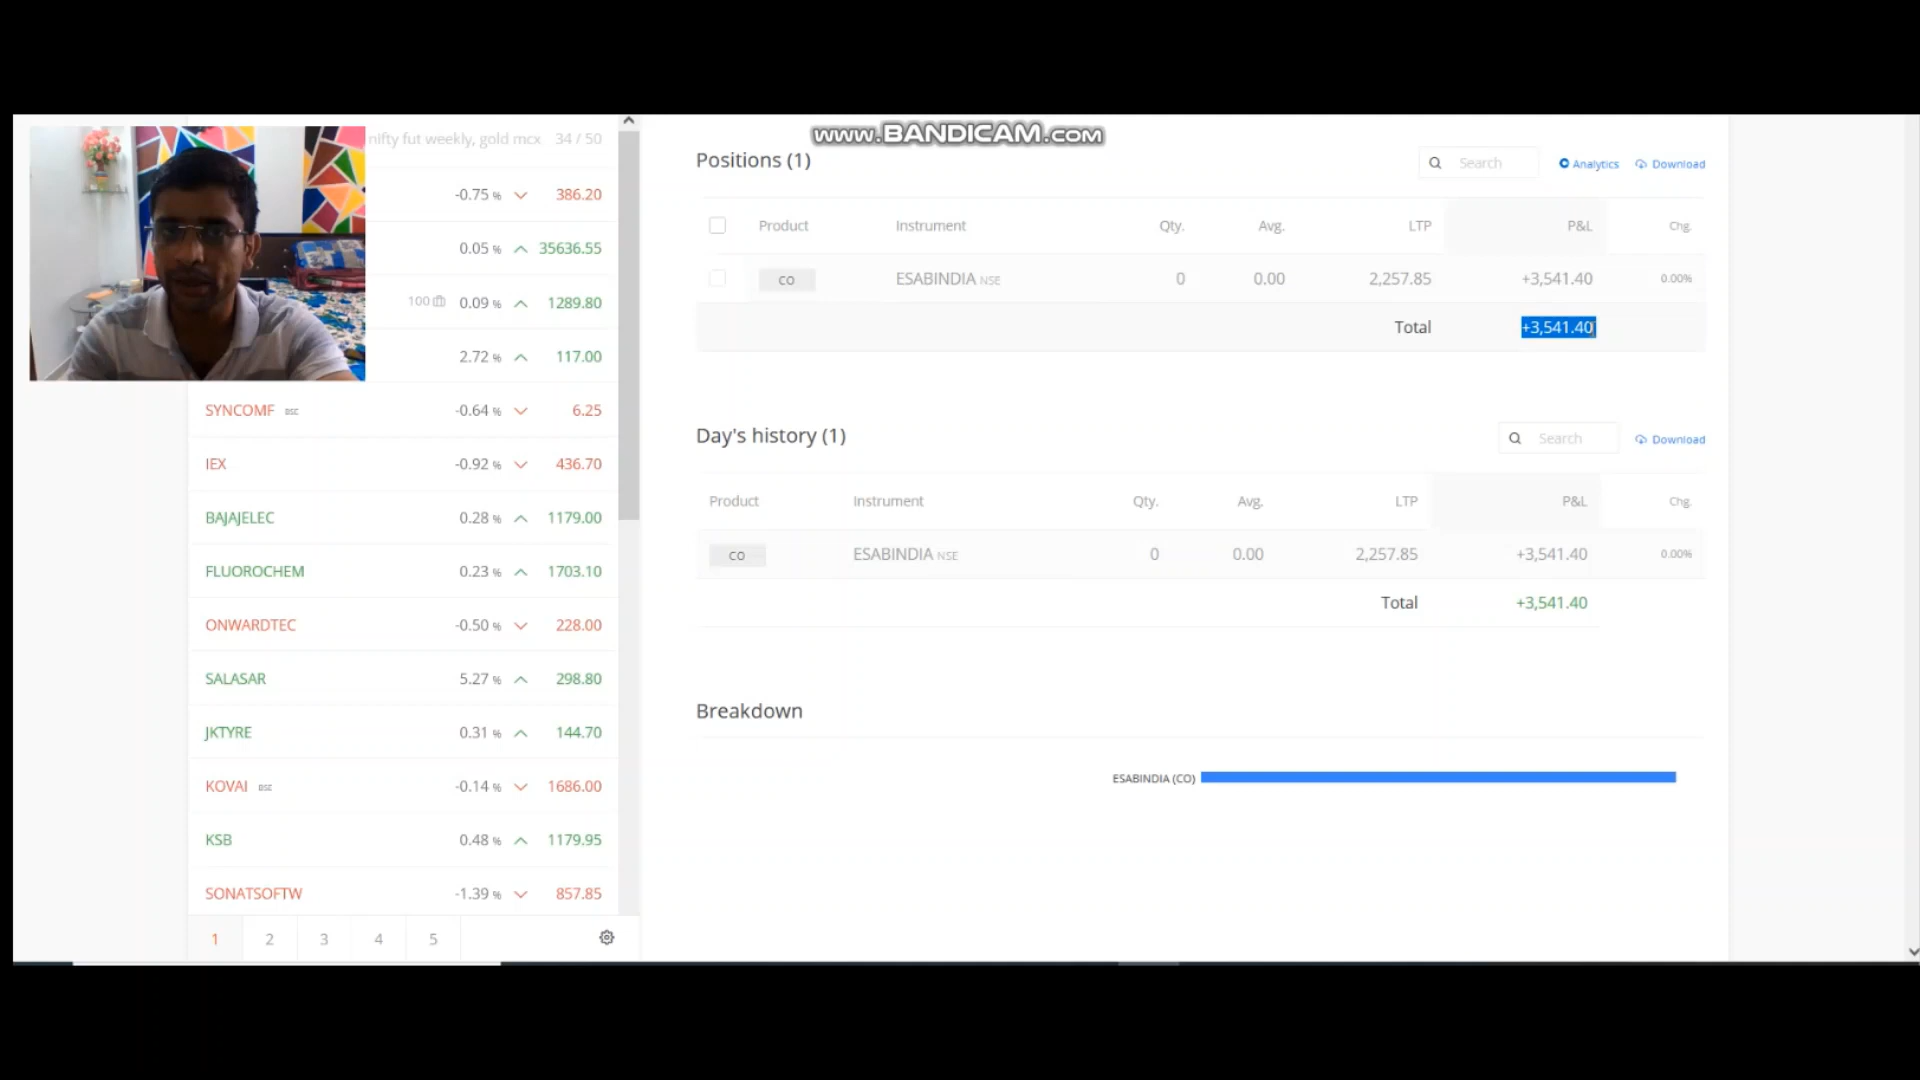 www.BANDICAM.com
nifty fut weekly, gold mcx 34 / 50
-0.75 % 386.20
0.05 % 35636.55
100 0.09 % 1289.80
2.72 % 117.00
SYNCOMF BSE -0.64 % 6.25
IEX -0.92 % 436.70
BAJAJELEC 0.28 % 1179.00
FLUOROCHEM 0.23 % 1703.10
ONWARDTEC -0.50 % 228.00
SALASAR 5.27 % 298.80
JKTYRE 0.31 % 144.70
KOVAI BSE -0.14 % 1686.00
KSB 0.48 % 1179.95
SONATSOFTW -1.39 % 857.85
1 2 3 4 5
Positions (1) Search Analytics Download
Product Instrument Qty. Avg. LTP P&L Chg.
CO ESABINDIA NSE 0 0.00 2,257.85 +3,541.40 0.00%
Total +3,541.40
Day's history (1) Search Download
Product Instrument Qty. Avg. LTP P&L Chg.
CO ESABINDIA NSE 0 0.00 2,257.85 +3,541.40 0.00%
Total +3,541.40
Breakdown
ESABINDIA (CO)